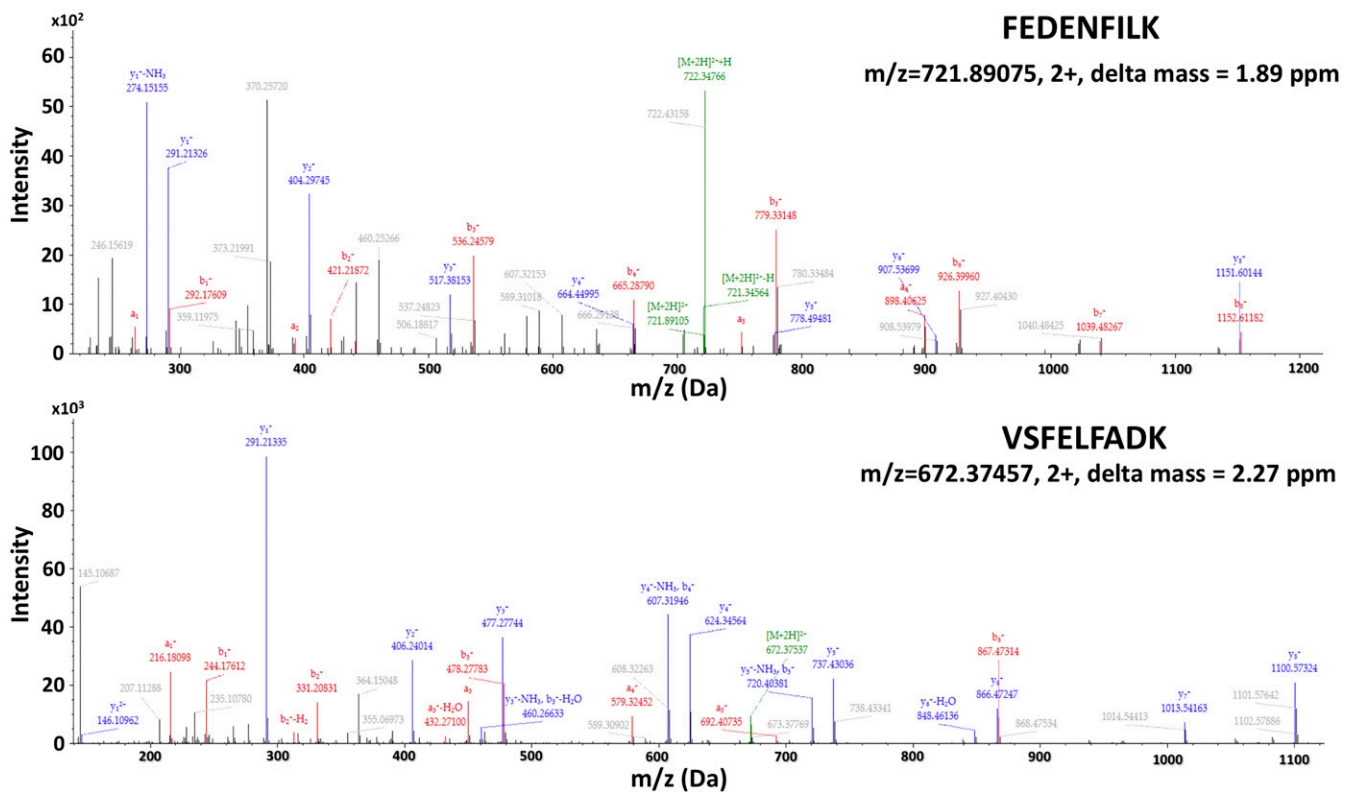 x10²
FEDENFILK
m/z=721.89075, 2+, delta mass = 1.89 ppm
Intensity
60
50
40
30
20
10
0
y₁⁺-NH₃
274.15155
370.25720
[M+2H]²⁺+H
722.34766
722.43158
y₁⁺
291.21326
y₂⁺
404.29745
246.15619
373.21991
460.25266
b₃⁺
536.24579
b₅⁺
779.33148
b₁⁺
292.17609
b₂⁺
421.21872
y₃⁺
517.38153
607.32153
y₄⁺
664.44995
b₄⁺
665.28790
[M+2H]²⁺-H
721.34564
780.33484
y₆⁺
907.53699
b₆⁺
926.39960
y₈⁺
1151.60144
a₁
359.11975
a₂
537.24823
506.18817
589.31018
666.29138
[M+2H]²⁺
721.89105
a₅
y₅⁺
778.49481
a₆⁺
898.40625
908.53979
927.40430
1040.48425
b₇⁺
1039.48267
b₈⁺
1152.61182
300
400
500
600
700
800
900
1000
1100
1200
m/z (Da)
x10³
VSFELFADK
m/z=672.37457, 2+, delta mass = 2.27 ppm
Intensity
100
80
60
40
20
0
y₁⁺
291.21335
145.10687
y₄⁺-NH₃, b₄⁺
607.31946
y₃⁺
477.27744
y₄⁺
624.34564
[M+2H]²⁺
672.37537
y₂⁺
406.24014
b₃⁺
478.27783
y₅⁺
737.43036
b₆⁺
867.47314
y₈⁺
1100.57324
a₁⁺
216.18098
b₁⁺
244.17612
b₂⁺
331.20831
364.15048
608.32263
y₅⁺-NH₃, b₅⁺
720.40381
y₆⁺
866.47247
207.11288
235.10780
a₃⁺-H₂O
432.27100
a₃
y₃⁺-NH₃, b₃⁺-H₂O
460.26633
a₄⁺
579.32452
a₅⁺
692.40735
738.43341
y₆⁺-H₂O
848.46136
y₇⁺
1013.54163
1101.57642
y₁²⁺
146.10962
b₂⁺-H₂
355.06973
589.30902
673.37769
868.47534
1014.54413
1102.57886
200
300
400
500
600
700
800
900
1000
1100
m/z (Da)